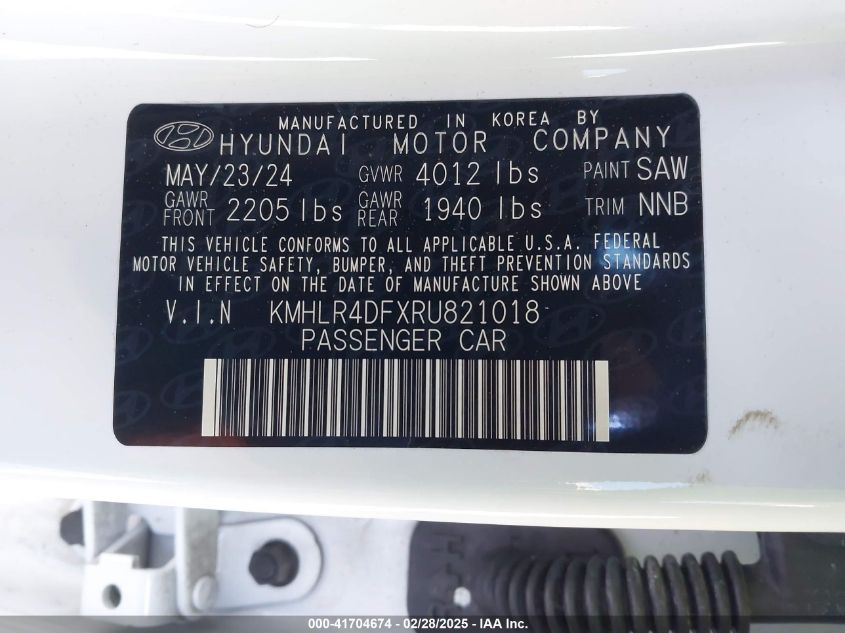 MANUFACTURED IN KOREA BY
HYUNDAI MOTOR COMPANY
MAY/23/24 GVWR 4012 lbs PAINT SAW
GAWR FRONT 2205 lbs GAWR REAR 1940 lbs TRIM NNB
THIS VEHICLE CONFORMS TO ALL APPLICABLE U.S.A. FEDERAL
MOTOR VEHICLE SAFETY, BUMPER, AND THEFT PREVENTION STANDARDS
IN EFFECT ON THE DATE OF MANUFACTURE SHOWN ABOVE
V.I.N KMHLR4DFXRU821018
PASSENGER CAR
000-41704674 - 02/28/2025 - IAA Inc.